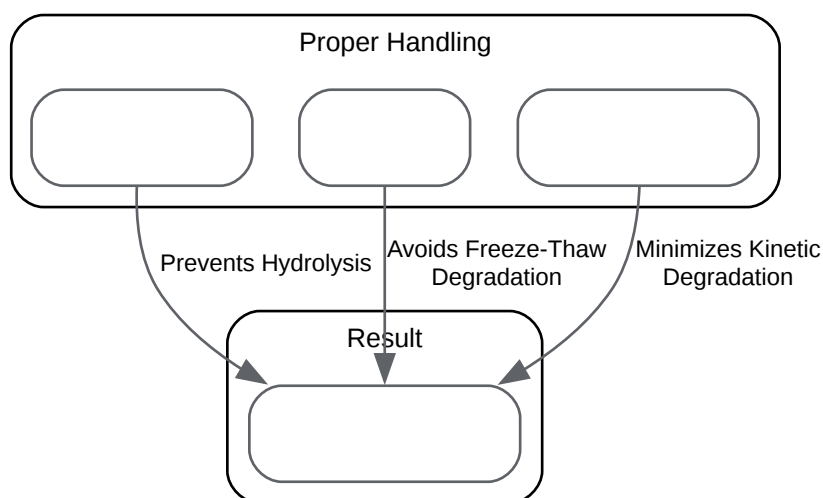 Proper Handling
Prevents Hydrolysis
Avoids Freeze-Thaw
Degradation
Minimizes Kinetic
Degradation
Result